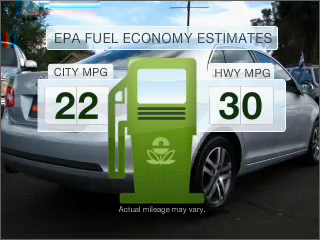 EPA FUEL ECONOMY ESTIMATES
CITY MPG
HWY MPG
22
30
Actual mileage may vary.